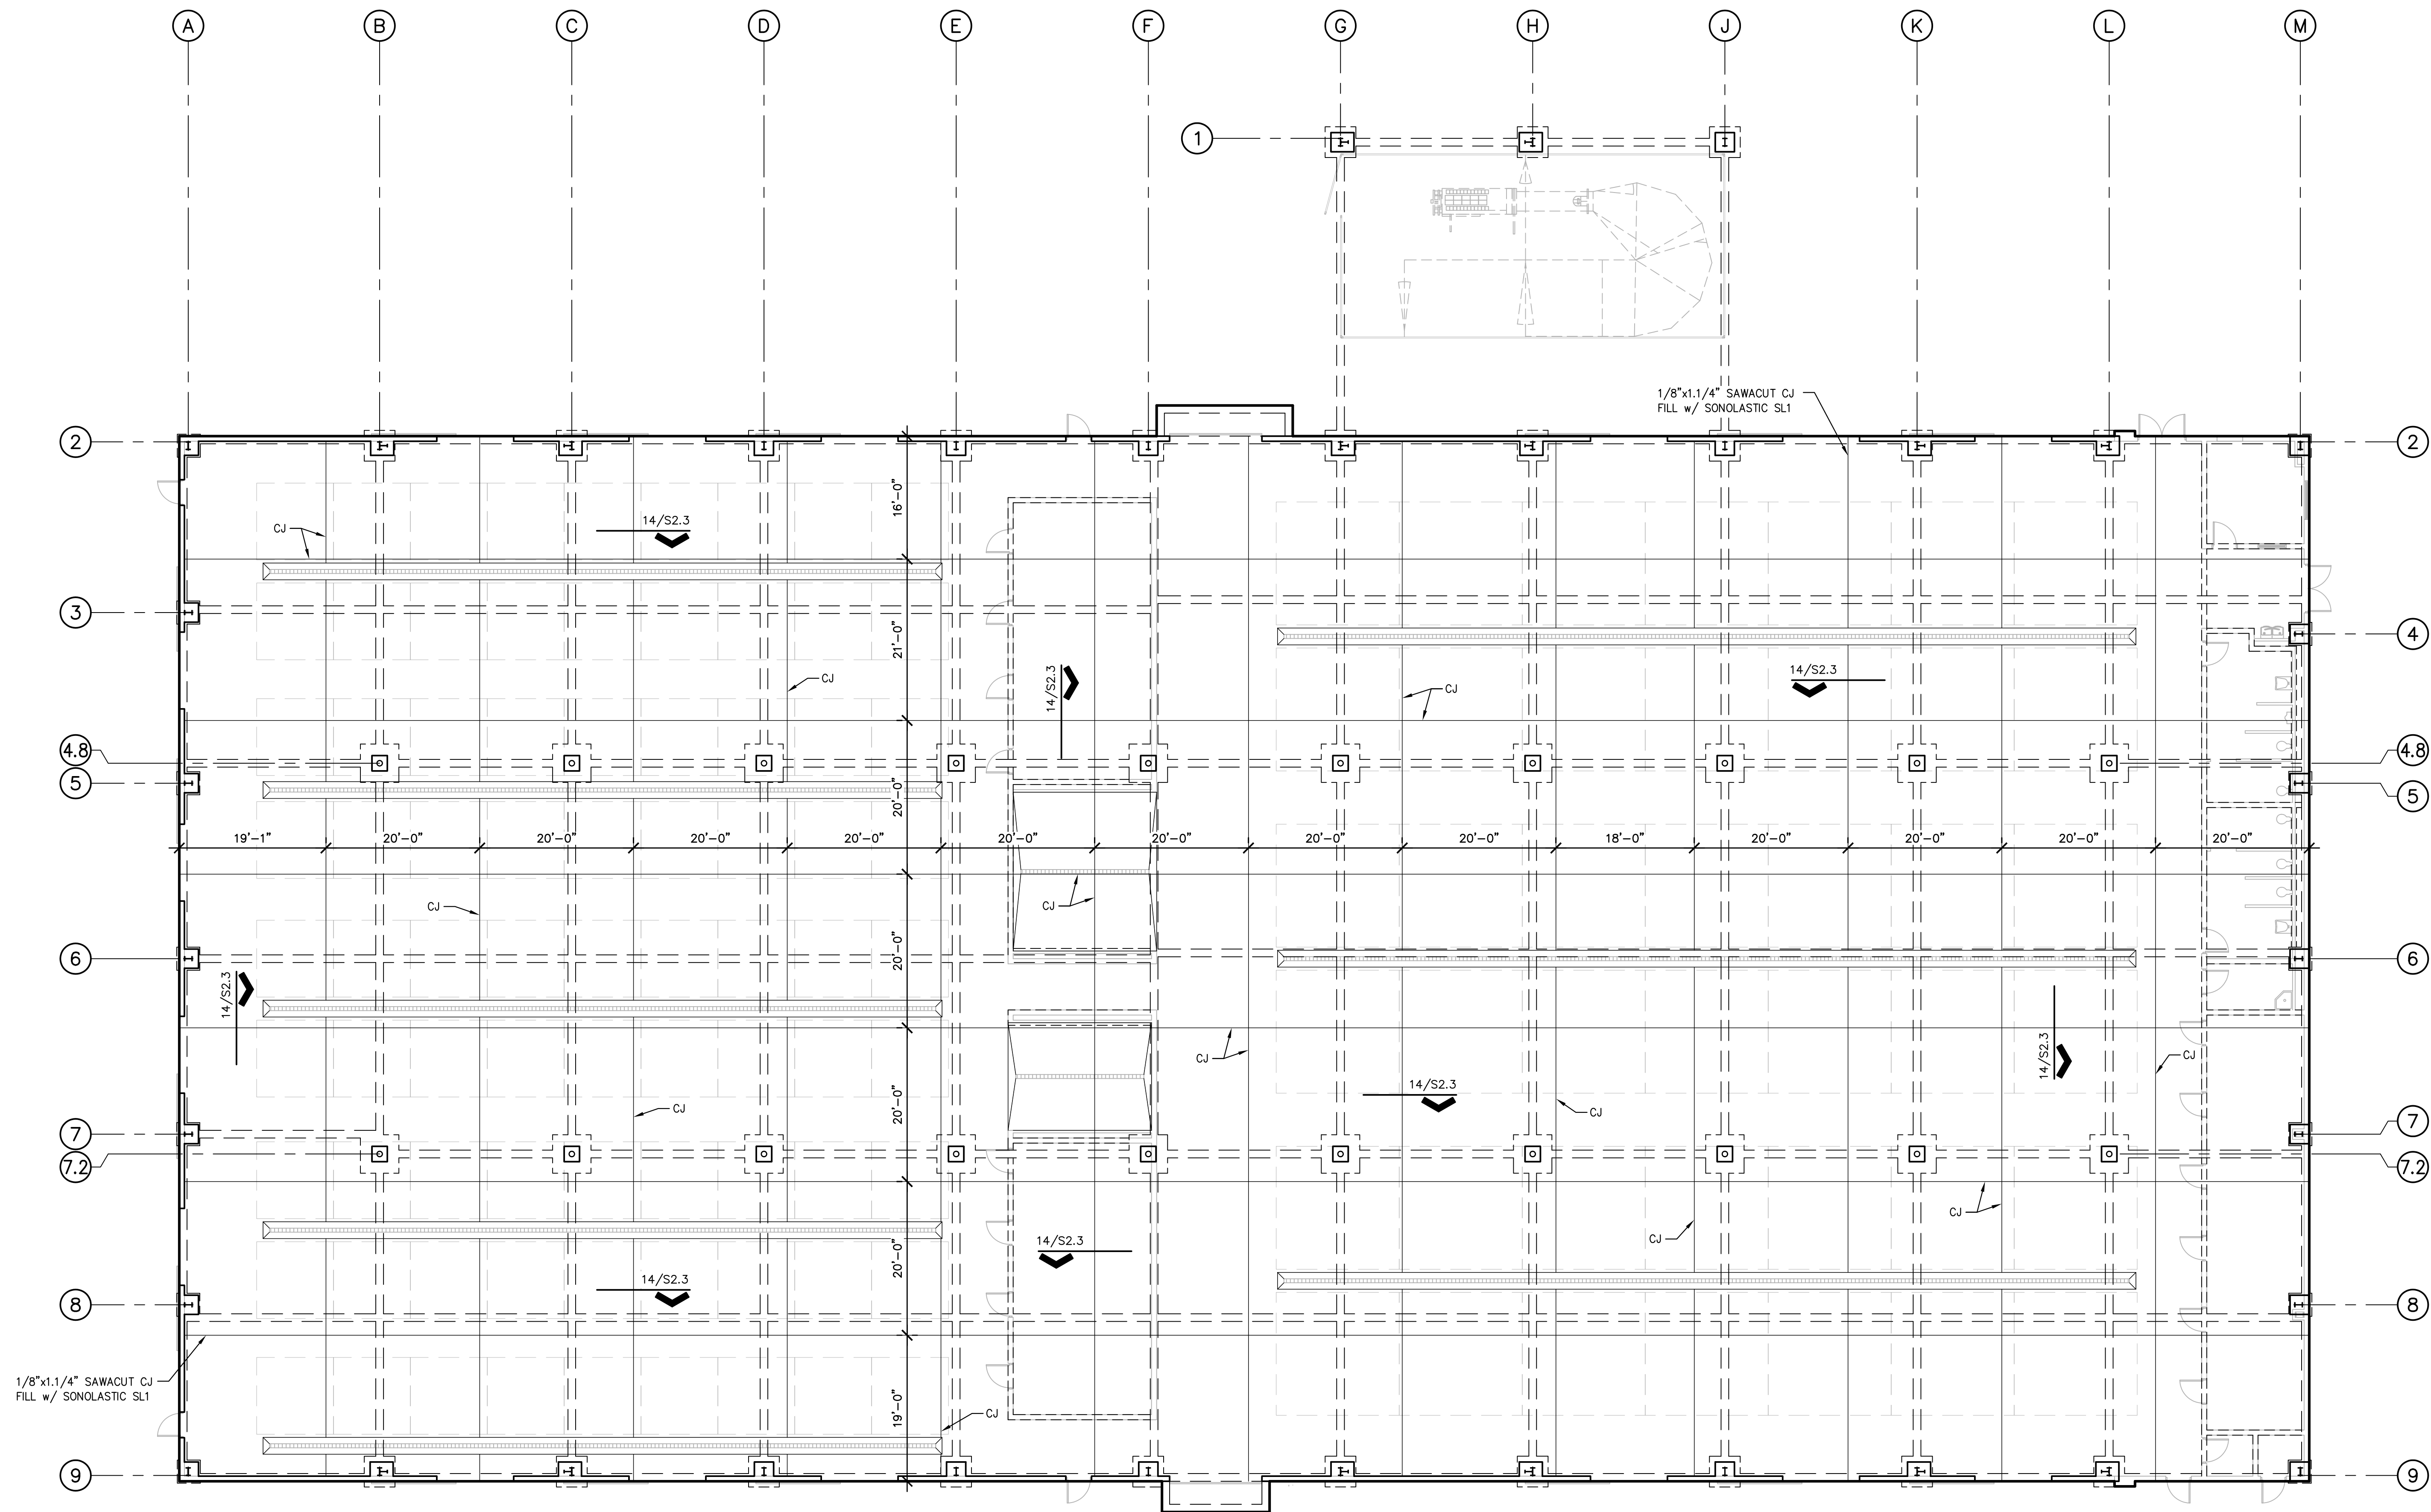 A B C D E F G H J K L M
1
1/8"x1.1/4" SAWACUT CJ
FILL w/ SONOLASTIC SL1
2 2
16'-0"
CJ
14/S2.3
3
21'-0"
4
14/S2.3
14/S2.3
CJ
CJ
4.8 4.8
5 5
20'-0"
19'-1" 20'-0" 20'-0" 20'-0" 20'-0" 20'-0" 20'-0" 20'-0" 20'-0" 18'-0" 20'-0" 20'-0" 20'-0" 20'-0"
CJ CJ
20'-0"
6 6
14/S2.3
CJ CJ
14/S2.3
14/S2.3
20'-0"
CJ CJ
7 7
7.2 7.2
CJ
CJ
14/S2.3
20'-0"
14/S2.3
8 8
1/8"x1.1/4" SAWACUT CJ
FILL w/ SONOLASTIC SL1
19'-0"
CJ
9 9